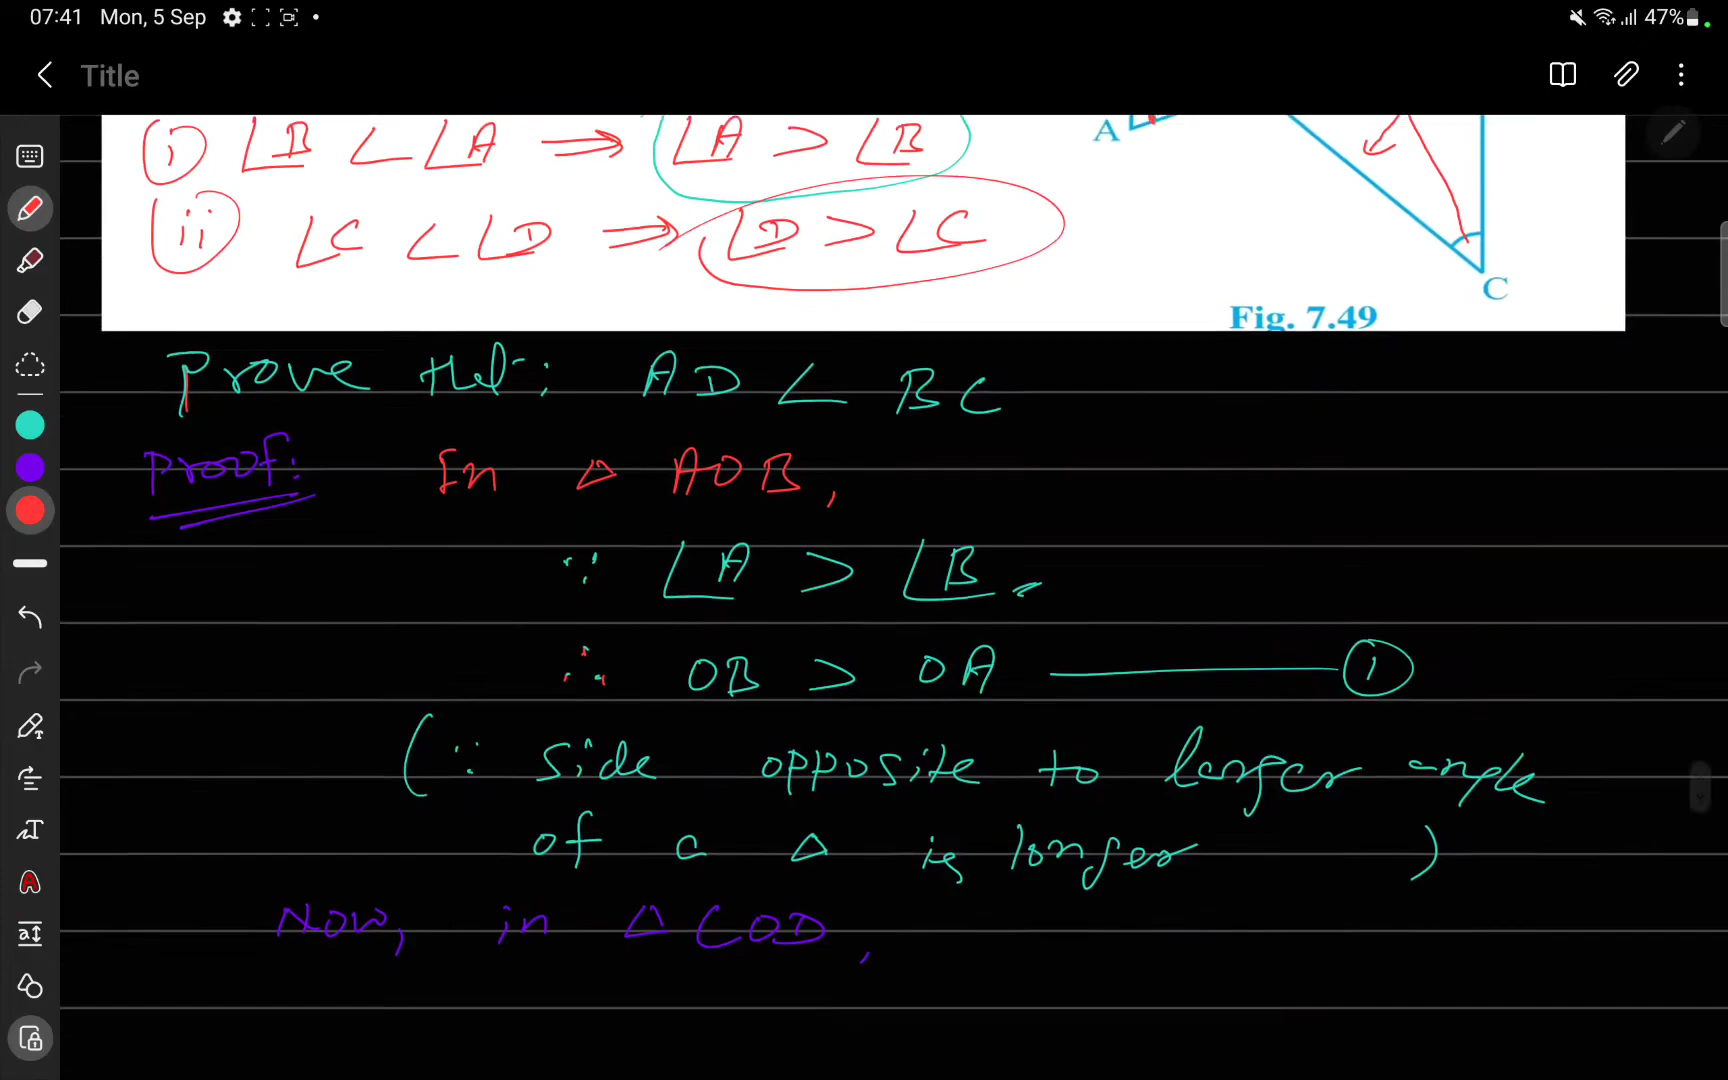 07:41 Mon, 5 Sep 47%
Title
(i) ∠B < ∠A ⇒ ∠A > ∠B
A
(ii) ∠C < ∠D ⇒ ∠D > ∠C
C
Fig. 7.49
Prove that: AD < BC
Proof: In △ AOB,
∵ ∠A > ∠B.
∴ OB > OA ——— ①
(∵ side opposite to larger angle
of a △ is longer )
Now, in △ COD,